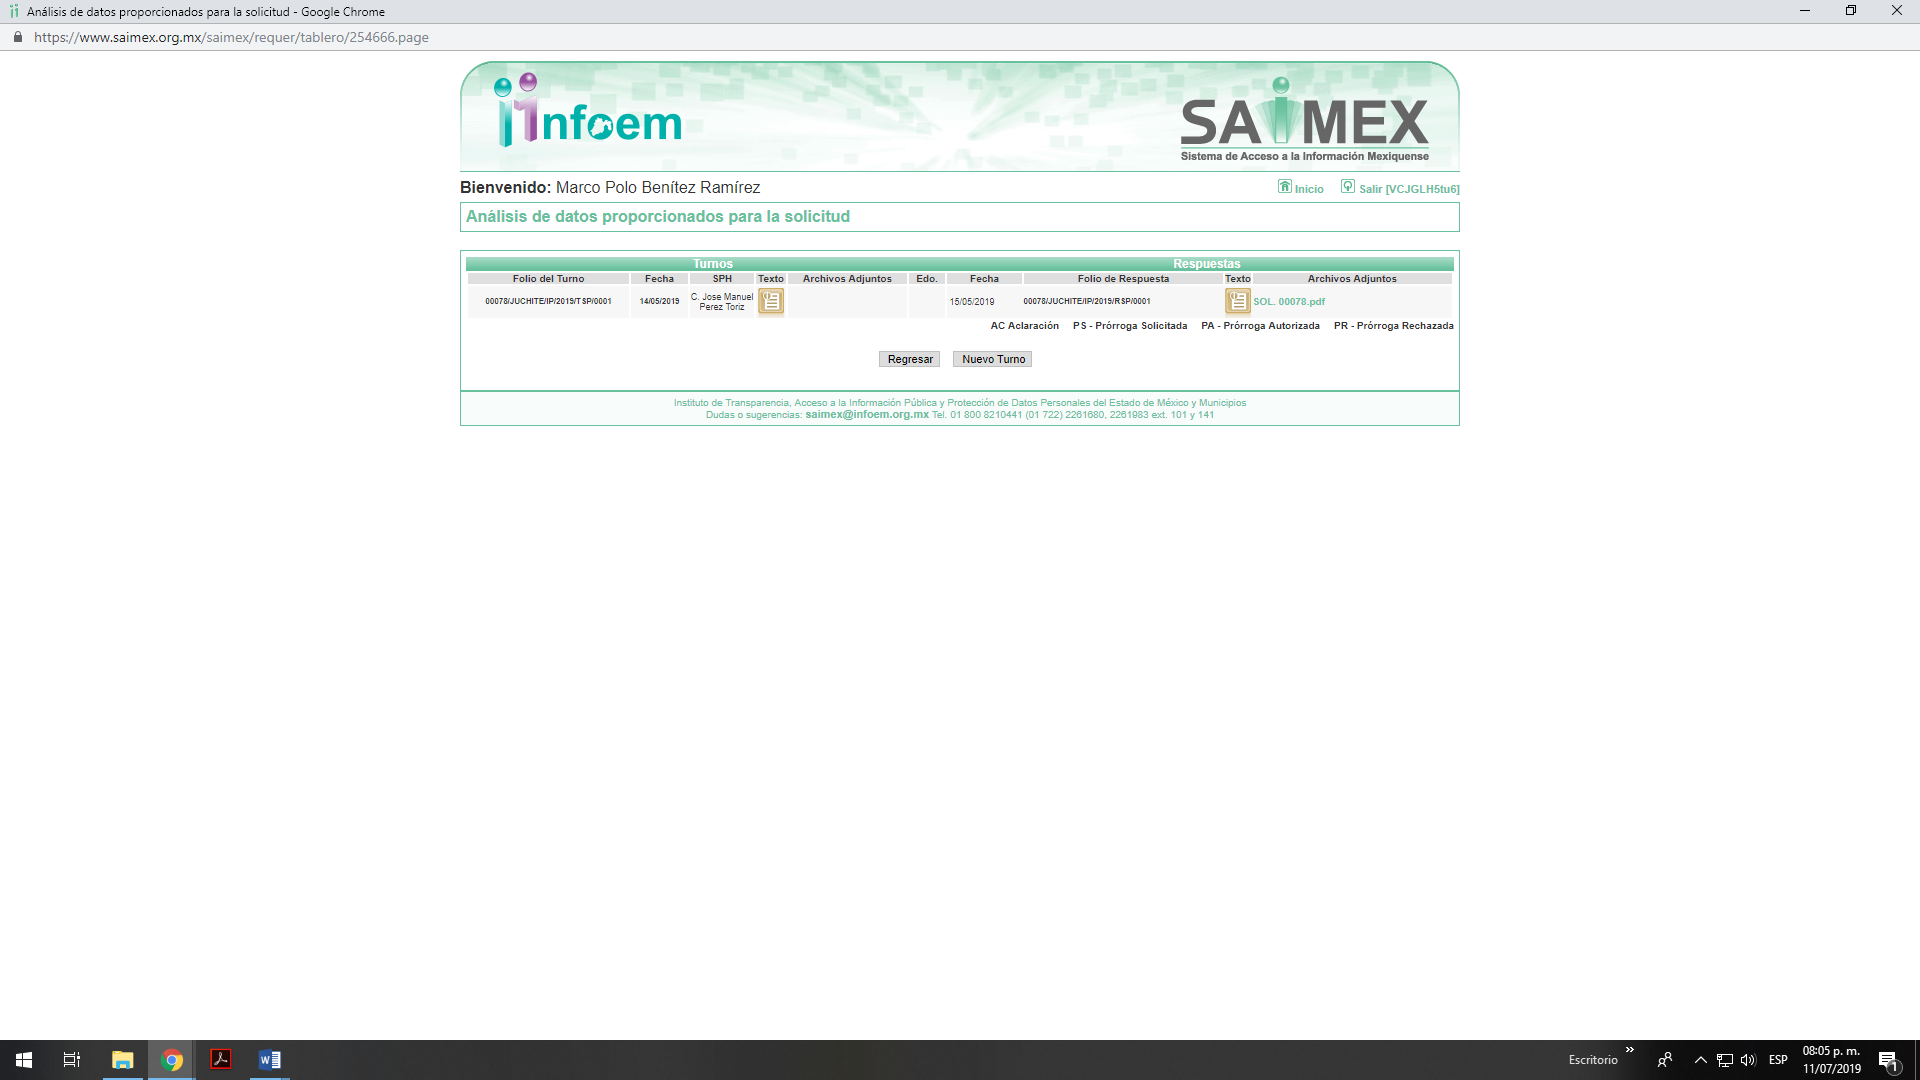 Análisis de datos proporcionados para la solicitud - Google Chrome
https://www.saimex.org.mx/saimex/requer/tablero/254666.page
infoem
SAIMEX
Sistema de Acceso a la Información Mexiquense
Bienvenido: Marco Polo Benítez Ramírez
Inicio Salir [VCJGLH5tu6]
Análisis de datos proporcionados para la solicitud
Turnos Respuestas
Folio del Turno Fecha SPH Texto Archivos Adjuntos Edo. Fecha Folio de Respuesta Texto Archivos Adjuntos
00078/JUCHITE/IP/2019/TSP/0001 14/05/2019 C. Jose Manuel Perez Toriz 15/05/2019 00078/JUCHITE/IP/2019/RSP/0001 SOL. 00078.pdf
AC Aclaración PS - Prórroga Solicitada PA - Prórroga Autorizada PR - Prórroga Rechazada
Regresar Nuevo Turno
Instituto de Transparencia, Acceso a la Información Pública y Protección de Datos Personales del Estado de México y Municipios
Dudas o sugerencias: saimex@infoem.org.mx Tel. 01 800 8210441 (01 722) 2261680, 2261983 ext. 101 y 141
Escritorio ESP 08:05 p. m.
11/07/2019 1